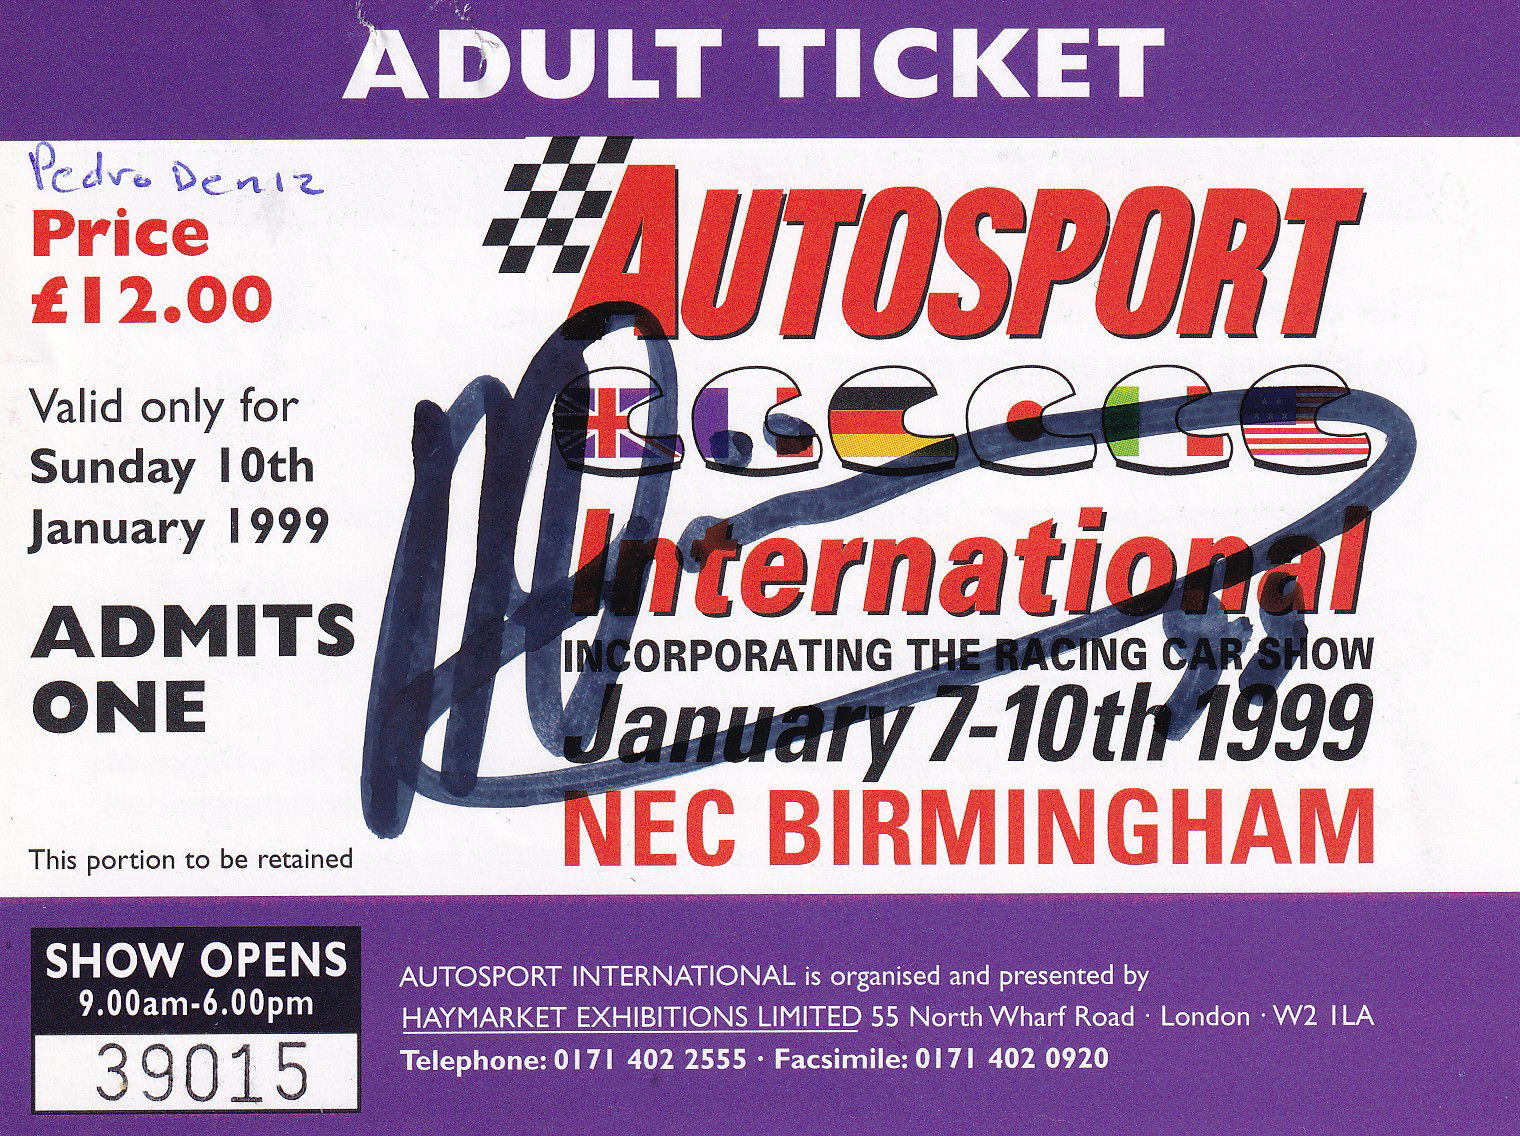 ADULT TICKET
Pedro Deniz
Price
£12.00
Valid only for
Sunday 10th
January 1999
ADMITS
ONE
This portion to be retained
AUTOSPORT
International
INCORPORATING THE RACING CAR SHOW
January 7-10th 1999
NEC BIRMINGHAM
SHOW OPENS
9.00am-6.00pm
39015
AUTOSPORT INTERNATIONAL is organised and presented by
HAYMARKET EXHIBITIONS LIMITED 55 North Wharf Road · London · W2 1LA
Telephone: 0171 402 2555 · Facsimile: 0171 402 0920